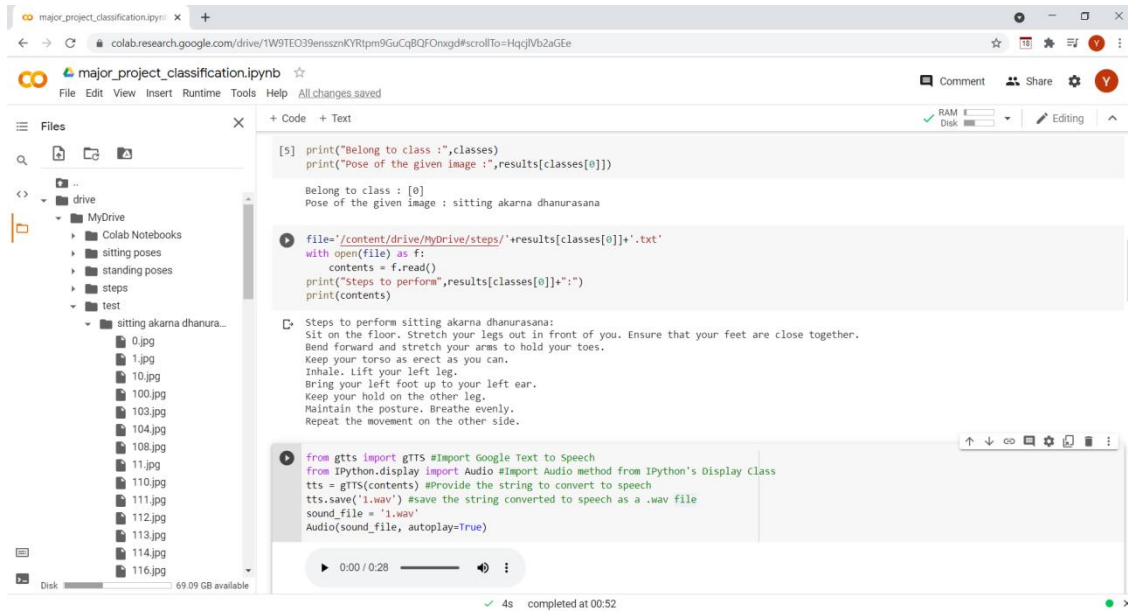 major_project_classification.ipyn
colab.research.google.com/drive/1W9TEO39enssznKYRtpm9GuCqBQFOnxgd#scrollTo=HqcjlVb2aGEe
18
Y
CO
major_project_classification.ipynb
Comment
Share
Y
File Edit View Insert Runtime Tools Help All changes saved
Files
+ Code + Text
RAM
Disk
Editing
..
drive
MyDrive
Colab Notebooks
sitting poses
standing poses
steps
test
sitting akarna dhanura...
0.jpg
1.jpg
10.jpg
100.jpg
103.jpg
104.jpg
108.jpg
11.jpg
110.jpg
111.jpg
112.jpg
113.jpg
114.jpg
116.jpg
Disk 69.09 GB available
[5] print("Belong to class :",classes)
print("Pose of the given image :",results[classes[0]])
Belong to class : [0]
Pose of the given image : sitting akarna dhanurasana
file='/content/drive/MyDrive/steps/'+results[classes[0]]+'.txt'
with open(file) as f:
contents = f.read()
print("Steps to perform",results[classes[0]]+":")
print(contents)
Steps to perform sitting akarna dhanurasana:
Sit on the floor. Stretch your legs out in front of you. Ensure that your feet are close together.
Bend forward and stretch your arms to hold your toes.
Keep your torso as erect as you can.
Inhale. Lift your left leg.
Bring your left foot up to your left ear.
Keep your hold on the other leg.
Maintain the posture. Breathe evenly.
Repeat the movement on the other side.
from gtts import gTTS #Import Google Text to Speech
from IPython.display import Audio #Import Audio method from IPython's Display Class
tts = gTTS(contents) #Provide the string to convert to speech
tts.save('1.wav') #save the string converted to speech as a .wav file
sound_file = '1.wav'
Audio(sound_file, autoplay=True)
0:00 / 0:28
4s completed at 00:52